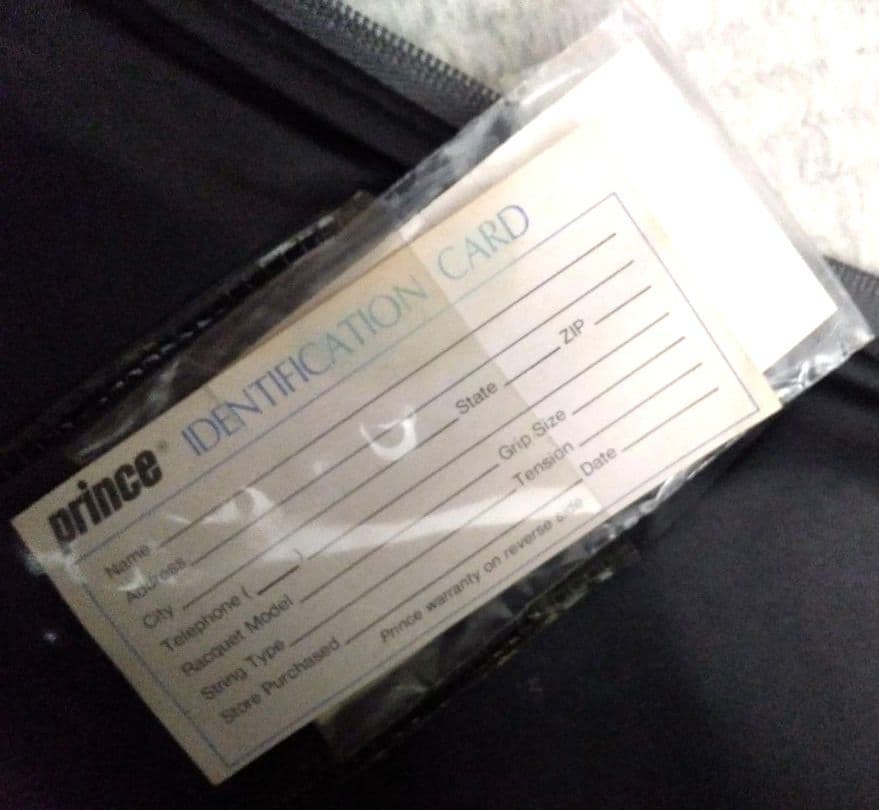 prince® IDENTIFICATION CARD
Name
Address
City State ZIP
Telephone ( )
Racquet Model Grip Size
String Type Tension
Store Purchased Date
Prince warranty on reverse side